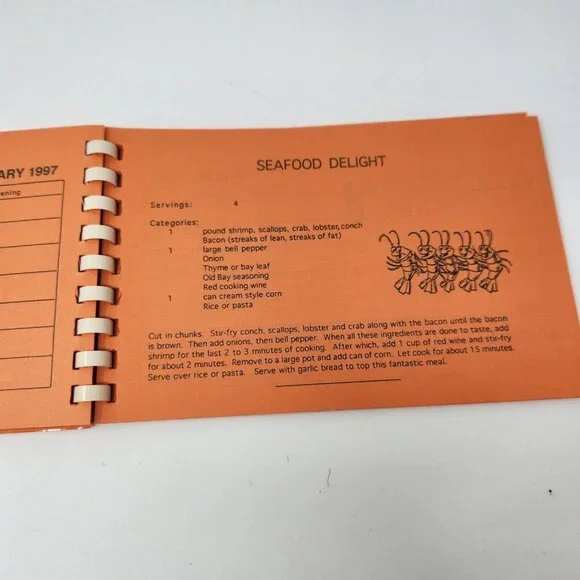 ARY 1997
ening
SEAFOOD DELIGHT
Servings: 4
Categories:
1 pound shrimp, scallops, crab, lobster, conch
Bacon (streaks of lean, streaks of fat)
1 large bell pepper
Onion
Thyme or bay leaf
Old Bay seasoning
Red cooking wine
1 can cream style corn
Rice or pasta
Cut in chunks. Stir-fry conch, scallops, lobster and crab along with the bacon until the bacon
is brown. Then add onions, then bell pepper. When all these ingredients are done to taste, add
shrimp for the last 2 to 3 minutes of cooking. After which, add 1 cup of red wine and stir-fry
for about 2 minutes. Remove to a large pot and add can of corn. Let cook for about 15 minutes.
Serve over rice or pasta. Serve with garlic bread to top this fantastic meal.